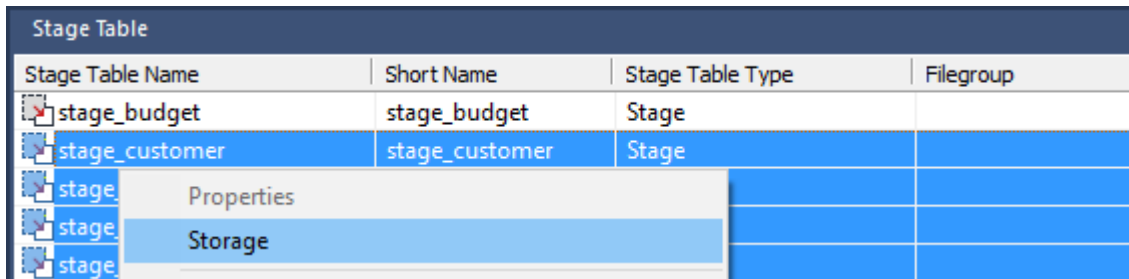 Stage Table
Stage Table Name Short Name Stage Table Type Filegroup
stage_budget stage_budget Stage
stage_customer stage_customer Stage
stage_
Properties
stage_
Storage
stage_